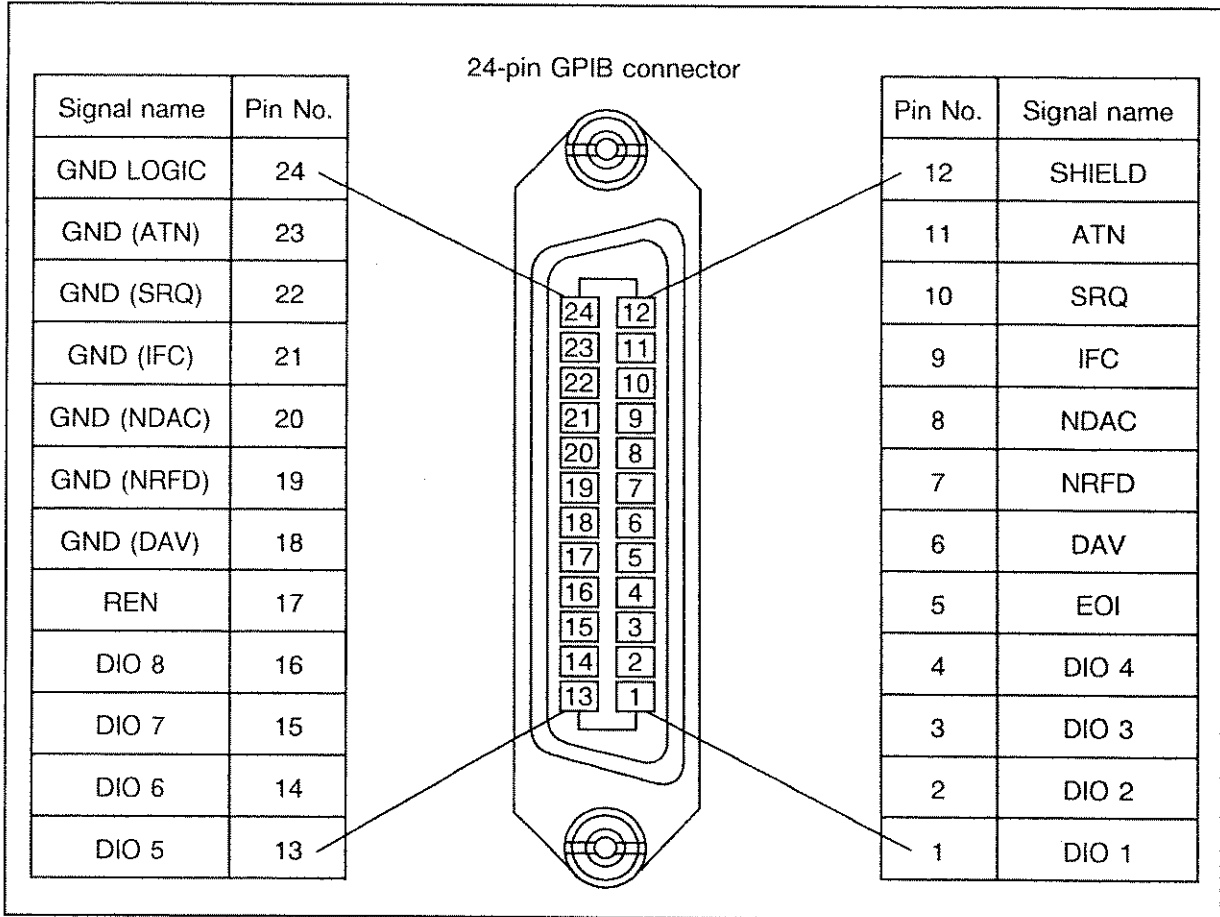 24-pin GPIB connector
Signal name Pin No.
GND LOGIC 24
GND (ATN) 23
GND (SRQ) 22
GND (IFC) 21
GND (NDAC) 20
GND (NRFD) 19
GND (DAV) 18
REN 17
DIO 8 16
DIO 7 15
DIO 6 14
DIO 5 13
24 12
23 11
22 10
21 9
20 8
19 7
18 6
17 5
16 4
15 3
14 2
13 1
Pin No. Signal name
12 SHIELD
11 ATN
10 SRQ
9 IFC
8 NDAC
7 NRFD
6 DAV
5 EOI
4 DIO 4
3 DIO 3
2 DIO 2
1 DIO 1